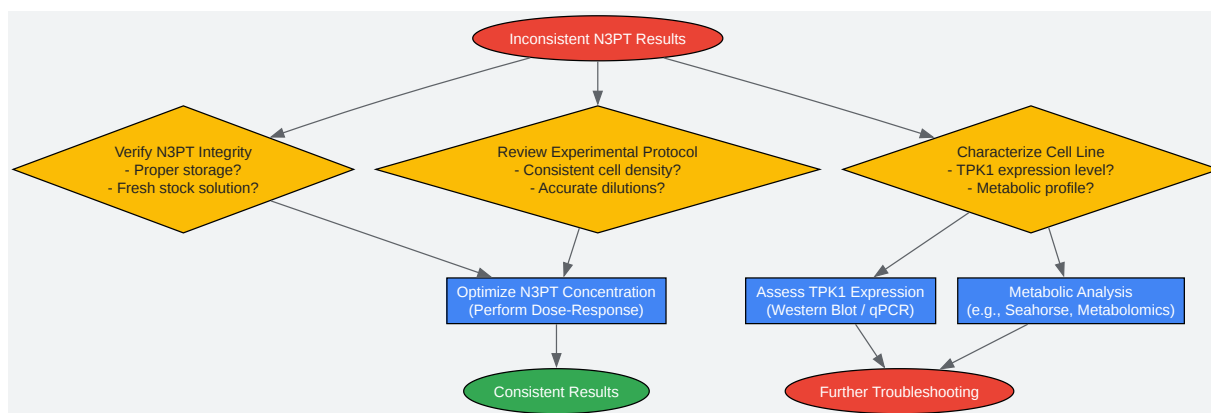 Inconsistent N3PT Results
Verify N3PT Integrity
- Proper storage?
- Fresh stock solution?
Review Experimental Protocol
- Consistent cell density?
- Accurate dilutions?
Characterize Cell Line
- TPK1 expression level?
- Metabolic profile?
Optimize N3PT Concentration
(Perform Dose-Response)
Assess TPK1 Expression
(Western Blot / qPCR)
Metabolic Analysis
(e.g., Seahorse, Metabolomics)
Consistent Results
Further Troubleshooting